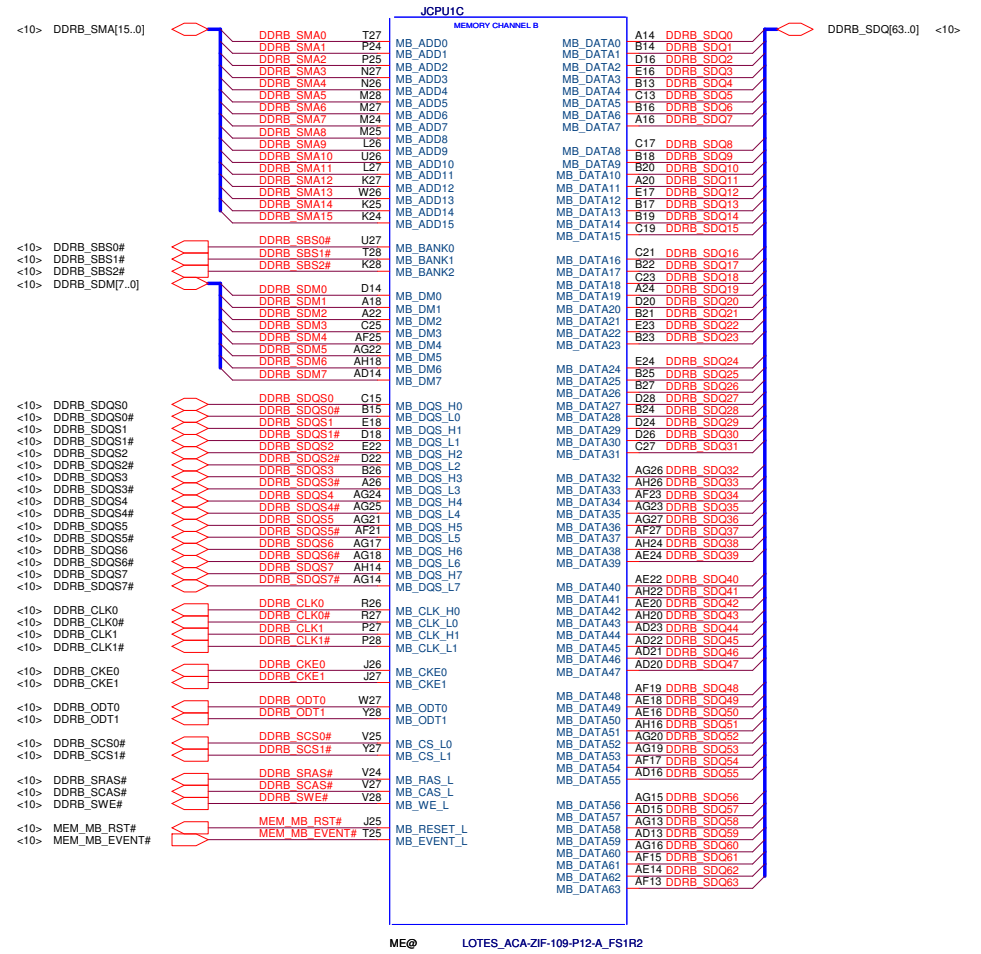 JCPU1C
MEMORY CHANNEL B
<10> DDRB_SMA[15..0]
DDRB_SDQ[63..0] <10>
DDRB_SMA0 T27 MB_ADD0
DDRB_SMA1 P24 MB_ADD1
DDRB_SMA2 P25 MB_ADD2
DDRB_SMA3 N27 MB_ADD3
DDRB_SMA4 N26 MB_ADD4
DDRB_SMA5 M28 MB_ADD5
DDRB_SMA6 M27 MB_ADD6
DDRB_SMA7 M24 MB_ADD7
DDRB_SMA8 M25 MB_ADD8
DDRB_SMA9 L26 MB_ADD9
DDRB_SMA10 U26 MB_ADD10
DDRB_SMA11 L27 MB_ADD11
DDRB_SMA12 K27 MB_ADD12
DDRB_SMA13 W26 MB_ADD13
DDRB_SMA14 K25 MB_ADD14
DDRB_SMA15 K24 MB_ADD15
<10> DDRB_SBS0# DDRB_SBS0# U27 MB_BANK0
<10> DDRB_SBS1# DDRB_SBS1# T28 MB_BANK1
<10> DDRB_SBS2# DDRB_SBS2# K28 MB_BANK2
<10> DDRB_SDM[7..0]
DDRB_SDM0 D14 MB_DM0
DDRB_SDM1 A18 MB_DM1
DDRB_SDM2 A22 MB_DM2
DDRB_SDM3 C25 MB_DM3
DDRB_SDM4 AF25 MB_DM4
DDRB_SDM5 AG22 MB_DM5
DDRB_SDM6 AH18 MB_DM6
DDRB_SDM7 AD14 MB_DM7
<10> DDRB_SDQS0 DDRB_SDQS0 C15 MB_DQS_H0
<10> DDRB_SDQS0# DDRB_SDQS0# B15 MB_DQS_L0
<10> DDRB_SDQS1 DDRB_SDQS1 E18 MB_DQS_H1
<10> DDRB_SDQS1# DDRB_SDQS1# D18 MB_DQS_L1
<10> DDRB_SDQS2 DDRB_SDQS2 E22 MB_DQS_H2
<10> DDRB_SDQS2# DDRB_SDQS2# D22 MB_DQS_L2
<10> DDRB_SDQS3 DDRB_SDQS3 B26 MB_DQS_H3
<10> DDRB_SDQS3# DDRB_SDQS3# A26 MB_DQS_L3
<10> DDRB_SDQS4 DDRB_SDQS4 AG24 MB_DQS_H4
<10> DDRB_SDQS4# DDRB_SDQS4# AG25 MB_DQS_L4
<10> DDRB_SDQS5 DDRB_SDQS5 AG21 MB_DQS_H5
<10> DDRB_SDQS5# DDRB_SDQS5# AF21 MB_DQS_L5
<10> DDRB_SDQS6 DDRB_SDQS6 AG17 MB_DQS_H6
<10> DDRB_SDQS6# DDRB_SDQS6# AG18 MB_DQS_L6
<10> DDRB_SDQS7 DDRB_SDQS7 AH14 MB_DQS_H7
<10> DDRB_SDQS7# DDRB_SDQS7# AG14 MB_DQS_L7
<10> DDRB_CLK0 DDRB_CLK0 R26 MB_CLK_H0
<10> DDRB_CLK0# DDRB_CLK0# R27 MB_CLK_L0
<10> DDRB_CLK1 DDRB_CLK1 P27 MB_CLK_H1
<10> DDRB_CLK1# DDRB_CLK1# P28 MB_CLK_L1
<10> DDRB_CKE0 DDRB_CKE0 J26 MB_CKE0
<10> DDRB_CKE1 DDRB_CKE1 J27 MB_CKE1
<10> DDRB_ODT0 DDRB_ODT0 W27 MB_ODT0
<10> DDRB_ODT1 DDRB_ODT1 Y28 MB_ODT1
<10> DDRB_SCS0# DDRB_SCS0# V25 MB_CS_L0
<10> DDRB_SCS1# DDRB_SCS1# Y27 MB_CS_L1
<10> DDRB_SRAS# DDRB_SRAS# V24 MB_RAS_L
<10> DDRB_SCAS# DDRB_SCAS# V27 MB_CAS_L
<10> DDRB_SWE# DDRB_SWE# V28 MB_WE_L
<10> MEM_MB_RST# MEM_MB_RST# J25 MB_RESET_L
<10> MEM_MB_EVENT# MEM_MB_EVENT# T25 MB_EVENT_L
MB_DATA0 A14 DDRB_SDQ0
MB_DATA1 B14 DDRB_SDQ1
MB_DATA2 D16 DDRB_SDQ2
MB_DATA3 E16 DDRB_SDQ3
MB_DATA4 B13 DDRB_SDQ4
MB_DATA5 C13 DDRB_SDQ5
MB_DATA6 B16 DDRB_SDQ6
MB_DATA7 A16 DDRB_SDQ7
MB_DATA8 C17 DDRB_SDQ8
MB_DATA9 B18 DDRB_SDQ9
MB_DATA10 B20 DDRB_SDQ10
MB_DATA11 A20 DDRB_SDQ11
MB_DATA12 E17 DDRB_SDQ12
MB_DATA13 B17 DDRB_SDQ13
MB_DATA14 B19 DDRB_SDQ14
MB_DATA15 C19 DDRB_SDQ15
MB_DATA16 C21 DDRB_SDQ16
MB_DATA17 B22 DDRB_SDQ17
MB_DATA18 C23 DDRB_SDQ18
MB_DATA19 A24 DDRB_SDQ19
MB_DATA20 D20 DDRB_SDQ20
MB_DATA21 B21 DDRB_SDQ21
MB_DATA22 E23 DDRB_SDQ22
MB_DATA23 B23 DDRB_SDQ23
MB_DATA24 E24 DDRB_SDQ24
MB_DATA25 B25 DDRB_SDQ25
MB_DATA26 B27 DDRB_SDQ26
MB_DATA27 D28 DDRB_SDQ27
MB_DATA28 B24 DDRB_SDQ28
MB_DATA29 D24 DDRB_SDQ29
MB_DATA30 D26 DDRB_SDQ30
MB_DATA31 C27 DDRB_SDQ31
MB_DATA32 AG26 DDRB_SDQ32
MB_DATA33 AH26 DDRB_SDQ33
MB_DATA34 AF23 DDRB_SDQ34
MB_DATA35 AG23 DDRB_SDQ35
MB_DATA36 AG27 DDRB_SDQ36
MB_DATA37 AF27 DDRB_SDQ37
MB_DATA38 AH24 DDRB_SDQ38
MB_DATA39 AE24 DDRB_SDQ39
MB_DATA40 AE22 DDRB_SDQ40
MB_DATA41 AH22 DDRB_SDQ41
MB_DATA42 AE20 DDRB_SDQ42
MB_DATA43 AH20 DDRB_SDQ43
MB_DATA44 AD23 DDRB_SDQ44
MB_DATA45 AD22 DDRB_SDQ45
MB_DATA46 AD21 DDRB_SDQ46
MB_DATA47 AD20 DDRB_SDQ47
MB_DATA48 AF19 DDRB_SDQ48
MB_DATA49 AE18 DDRB_SDQ49
MB_DATA50 AE16 DDRB_SDQ50
MB_DATA51 AH16 DDRB_SDQ51
MB_DATA52 AG20 DDRB_SDQ52
MB_DATA53 AG19 DDRB_SDQ53
MB_DATA54 AF17 DDRB_SDQ54
MB_DATA55 AD16 DDRB_SDQ55
MB_DATA56 AG15 DDRB_SDQ56
MB_DATA57 AD15 DDRB_SDQ57
MB_DATA58 AG13 DDRB_SDQ58
MB_DATA59 AD13 DDRB_SDQ59
MB_DATA60 AG16 DDRB_SDQ60
MB_DATA61 AF15 DDRB_SDQ61
MB_DATA62 AE14 DDRB_SDQ62
MB_DATA63 AF13 DDRB_SDQ63
ME@ LOTES_ACA-ZIF-109-P12-A_FS1R2